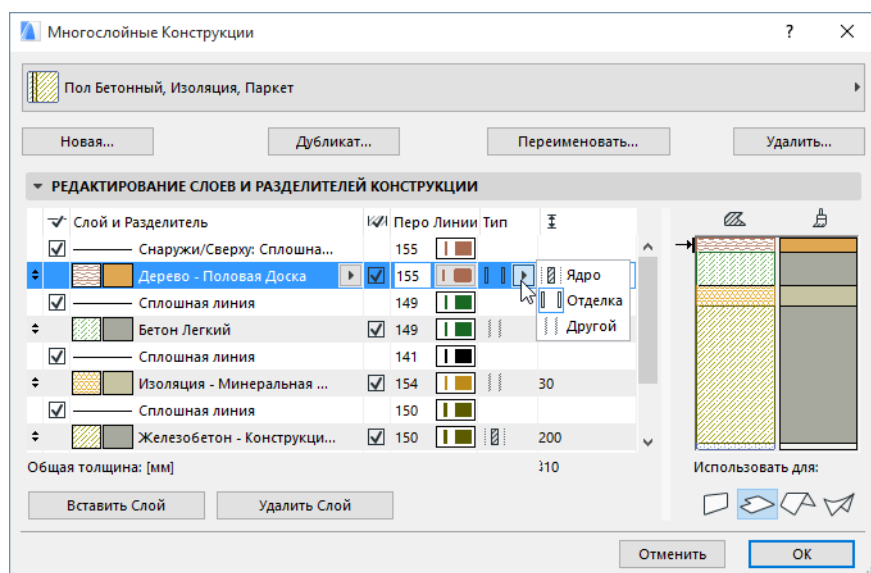 Многослойные Конструкции ?
Пол Бетонный, Изоляция, Паркет
Новая... Дубликат... Переименовать... Удалить...
РЕДАКТИРОВАНИЕ СЛОЕВ И РАЗДЕЛИТЕЛЕЙ КОНСТРУКЦИИ
Слой и Разделитель Перо Линии Тип
Снаружи/Сверху: Сплошна... 155
Дерево - Половая Доска 155 Ядро
Сплошная линия 149 Отделка
Бетон Легкий 149 Другой
Сплошная линия 141
Изоляция - Минеральная ... 154 30
Сплошная линия 150
Железобетон - Конструкци... 150 200
Общая толщина: [мм] 310 Использовать для:
Вставить Слой Удалить Слой
Отменить OK